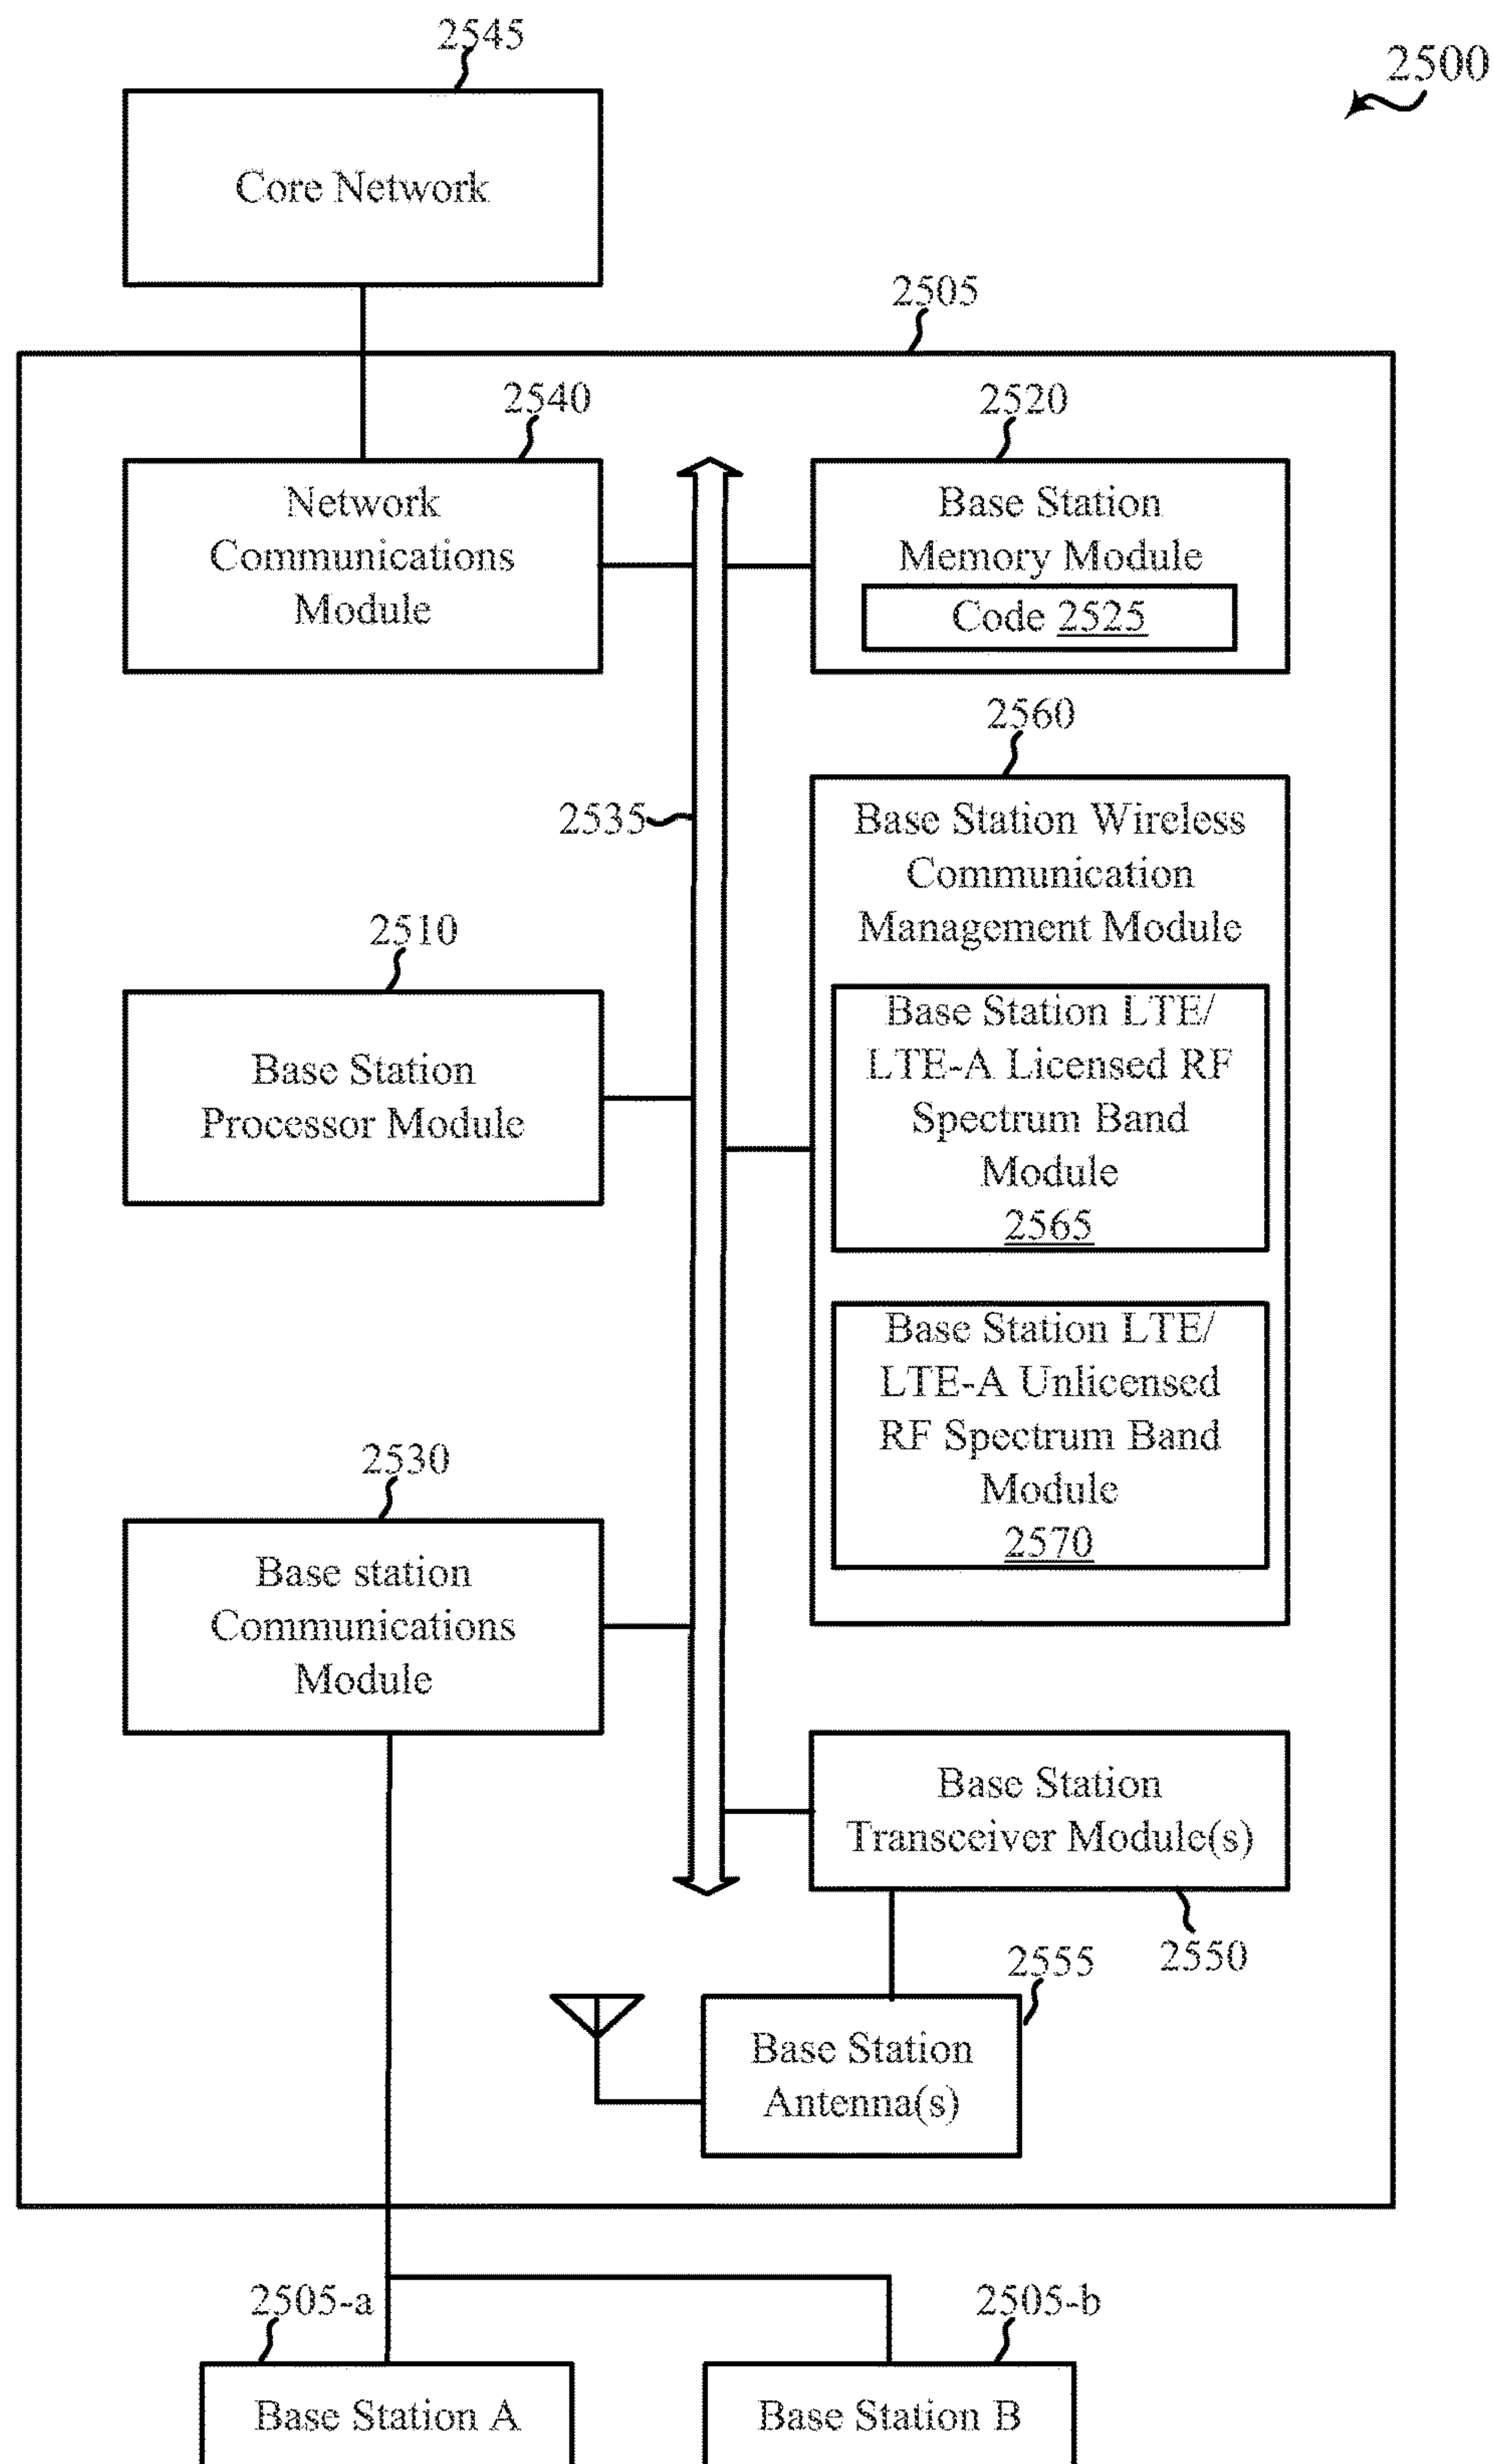 2545
2500
Core Network
2505
2540
2520
Network
Communications
Module
Base Station
Memory Module
Code 2525
2560
2535
Base Station Wireless
Communication
Management Module
2510
Base Station
Processor Module
Base Station LTE/
LTE-A Licensed RF
Spectrum Band
Module
2565
Base Station LTE/
LTE-A Unlicensed
RF Spectrum Band
Module
2570
2530
Base station
Communications
Module
Base Station
Transceiver Module(s)
2550
2555
Base Station
Antenna(s)
2505-a
2505-b
Base Station A
Base Station B